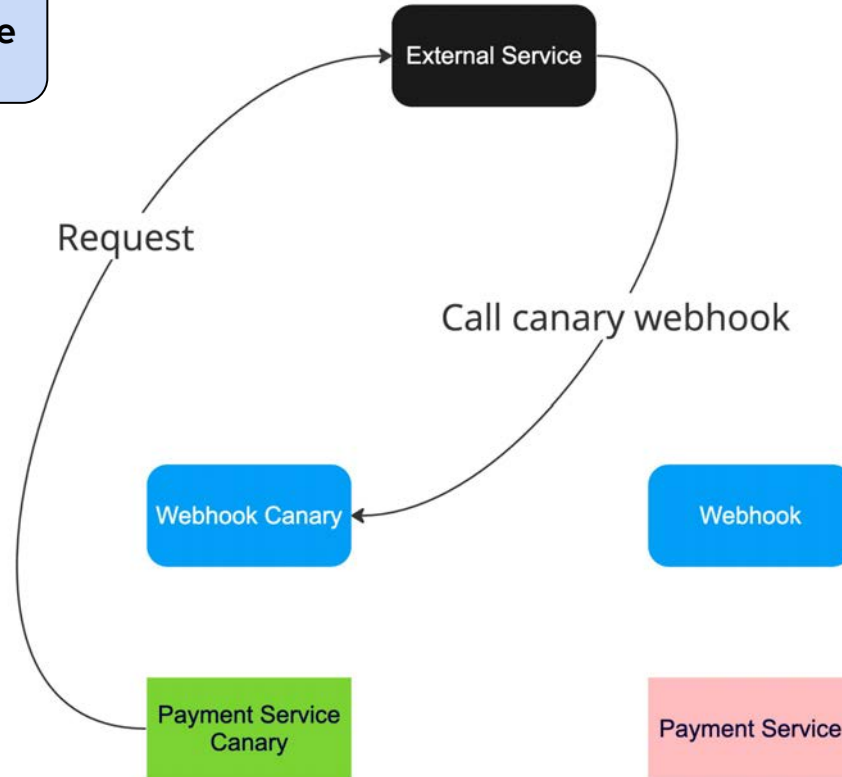 e
External Service
Request
Call canary webhook
Webhook Canary
Webhook
Payment Service
Canary
Payment Service